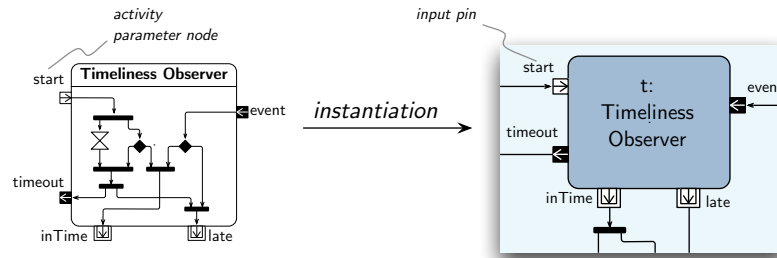 activity
parameter node
start
Timeliness Observer
event
timeout
inTime
late
instantiation
input pin
start
t:
Timeliness
Observer
even
timeout
inTime
late